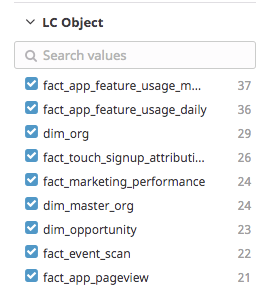 LC Object
Search values
fact_app_feature_usage_m... 37
fact_app_feature_usage_daily 36
dim_org 29
fact_touch_signup_attributi... 26
fact_marketing_performance 24
dim_master_org 24
dim_opportunity 23
fact_event_scan 22
fact_app_pageview 21